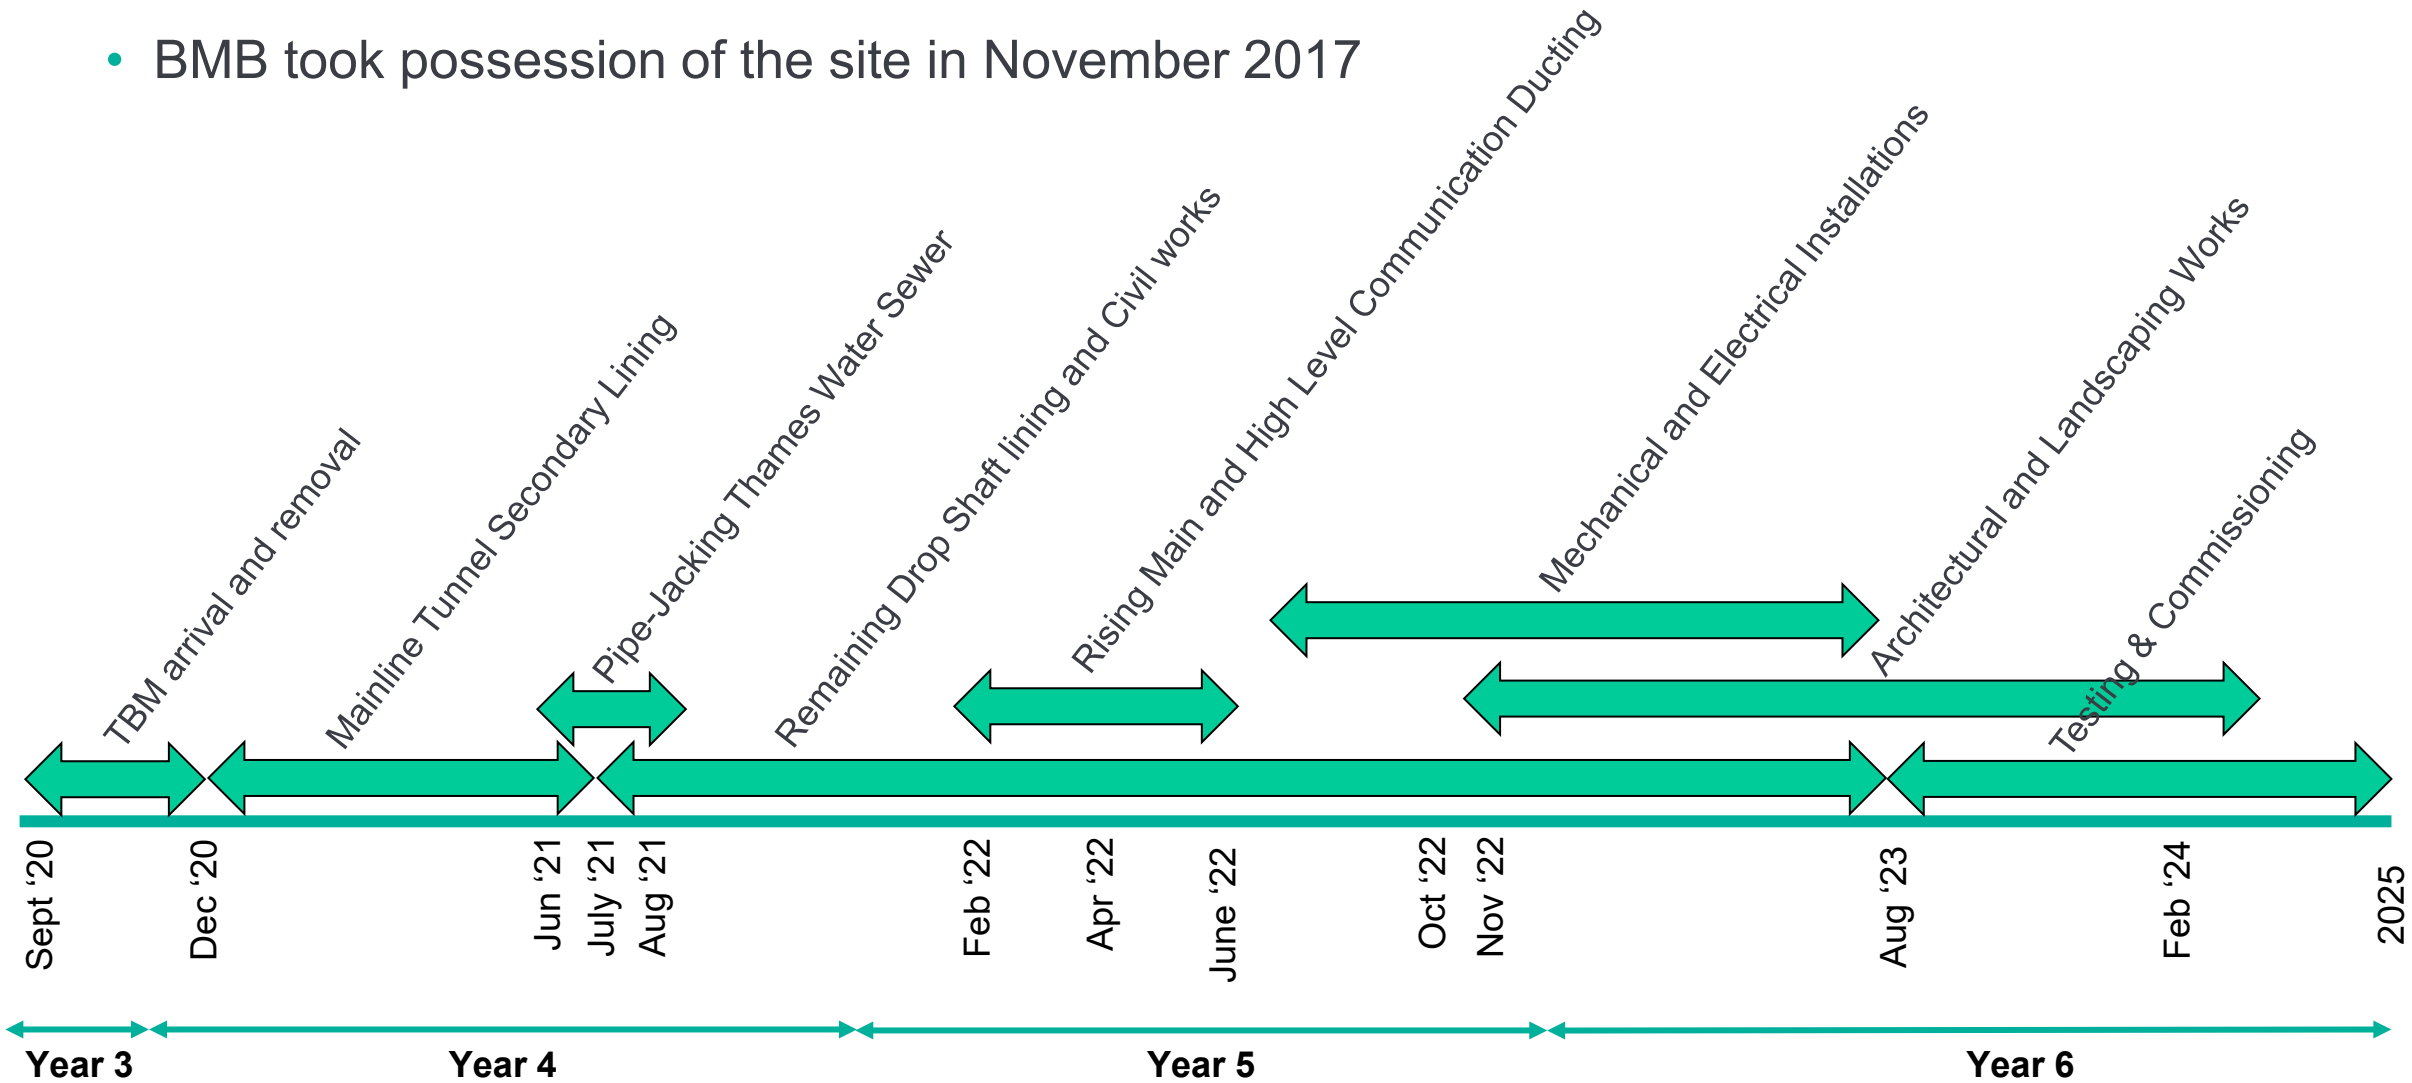 • BMB took possession of the site in November 2017
TBM arrival and removal
Mainline Tunnel Secondary Lining
Pipe-Jacking Thames Water Sewer
Remaining Drop Shaft lining and Civil works
Rising Main and High Level Communication Ducting
Mechanical and Electrical Installations
Architectural and Landscaping Works
Testing & Commissioning
Sept ‘20
Dec ‘20
Jun ‘21
July ‘21
Aug ‘21
Feb ‘22
Apr ‘22
June ‘22
Oct ‘22
Nov ‘22
Aug ‘23
Feb ‘24
2025
Year 3
Year 4
Year 5
Year 6